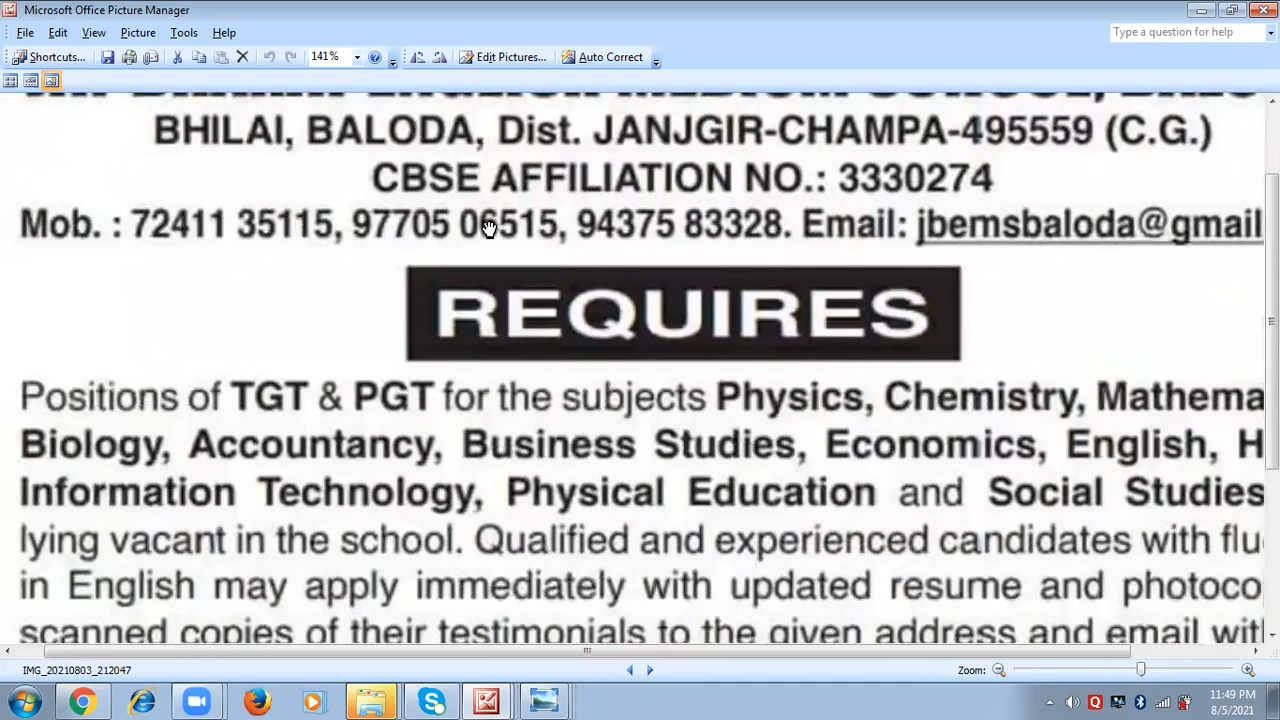 Microsoft Office Picture Manager
File Edit View Picture Tools Help
Type a question for help
Shortcuts... 141% Edit Pictures... Auto Correct
BHILAI, BALODA, Dist. JANJGIR-CHAMPA-495559 (C.G.)
CBSE AFFILIATION NO.: 3330274
Mob. : 72411 35115, 97705 06515, 94375 83328. Email: jbemsbaloda@gmail
REQUIRES
Positions of TGT & PGT for the subjects Physics, Chemistry, Mathema
Biology, Accountancy, Business Studies, Economics, English, H
Information Technology, Physical Education and Social Studies
lying vacant in the school. Qualified and experienced candidates with flu
in English may apply immediately with updated resume and photoco
scanned copies of their testimonials to the given address and email wit
IMG_20210803_212047
Zoom:
11:49 PM
8/5/2021